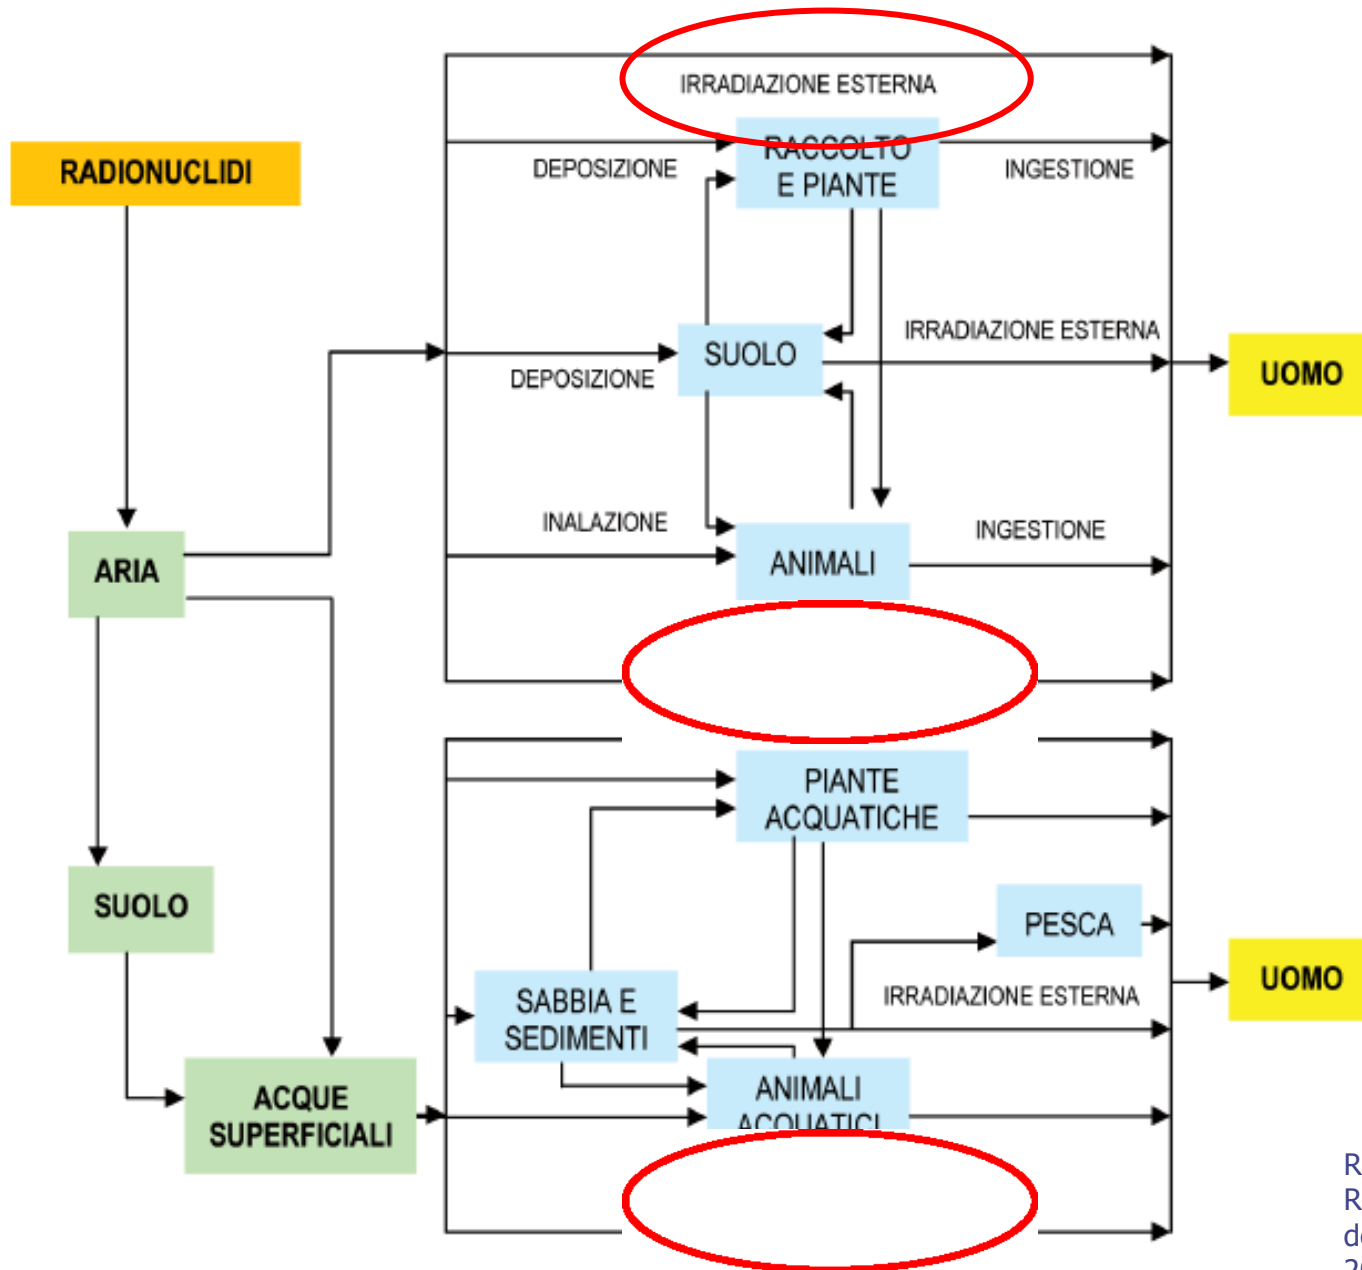 IRRADIAZIONE ESTERNA
RADIONUCLIDI
DEPOSIZIONE
RACCOLTO
E PIANTE
INGESTIONE
SUOLO
IRRADIAZIONE ESTERNA
DEPOSIZIONE
UOMO
INALAZIONE
ARIA
ANIMALI
INGESTIONE
PIANTE
ACQUATICHE
SUOLO
PESCA
SABBIA E
SEDIMENTI
IRRADIAZIONE ESTERNA
UOMO
ACQUE
SUPERFICIALI
ANIMALI
ACQUATICI
R
R